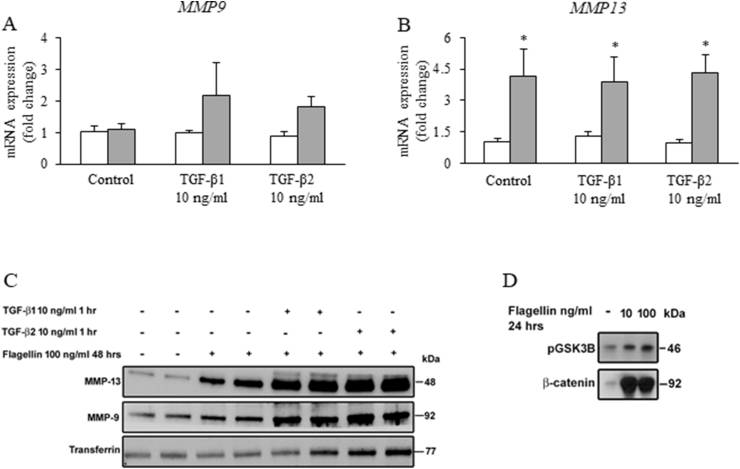 A
MMP9
mRNA expression
(fold change)
4
3
2
1
0
Control
TGF-β1
10 ng/ml
TGF-β2
10 ng/ml
B
MMP13
mRNA expression
(fold change)
6
4.5
3
1.5
0
* * *
Control
TGF-β1
10 ng/ml
TGF-β2
10 ng/ml
C
TGF-β1 10 ng/ml 1 hr - - - - + + - -
TGF-β2 10 ng/ml 1 hr - - - - - - + +
Flagellin 100 ng/ml 48 hrs - - + + + + + + kDa
MMP-13 -48
MMP-9 -92
Transferrin -77
D
Flagellin ng/ml - 10 100 kDa
24 hrs
pGSK3B -46
β-catenin -92